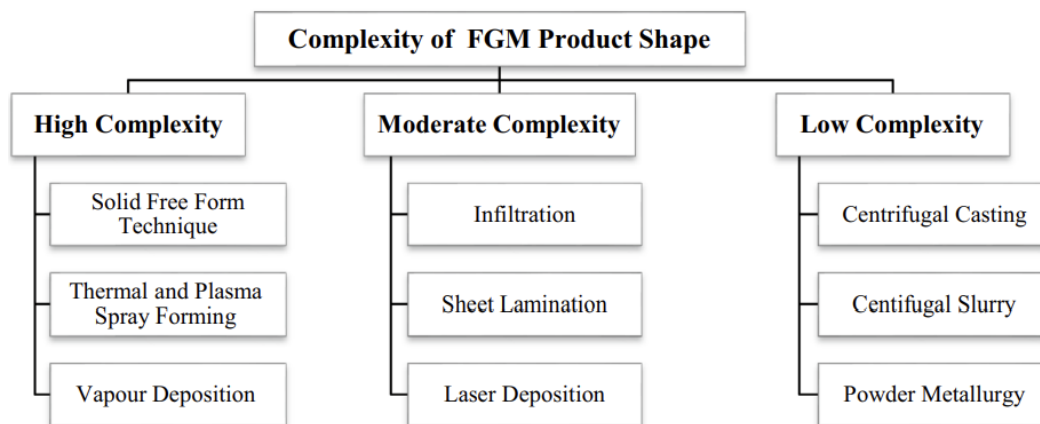 Complexity of FGM Product Shape
High Complexity
Solid Free Form
Technique
Thermal and Plasma
Spray Forming
Vapour Deposition
Moderate Complexity
Infiltration
Sheet Lamination
Laser Deposition
Low Complexity
Centrifugal Casting
Centifugal Slurry
Powder Metallurgy